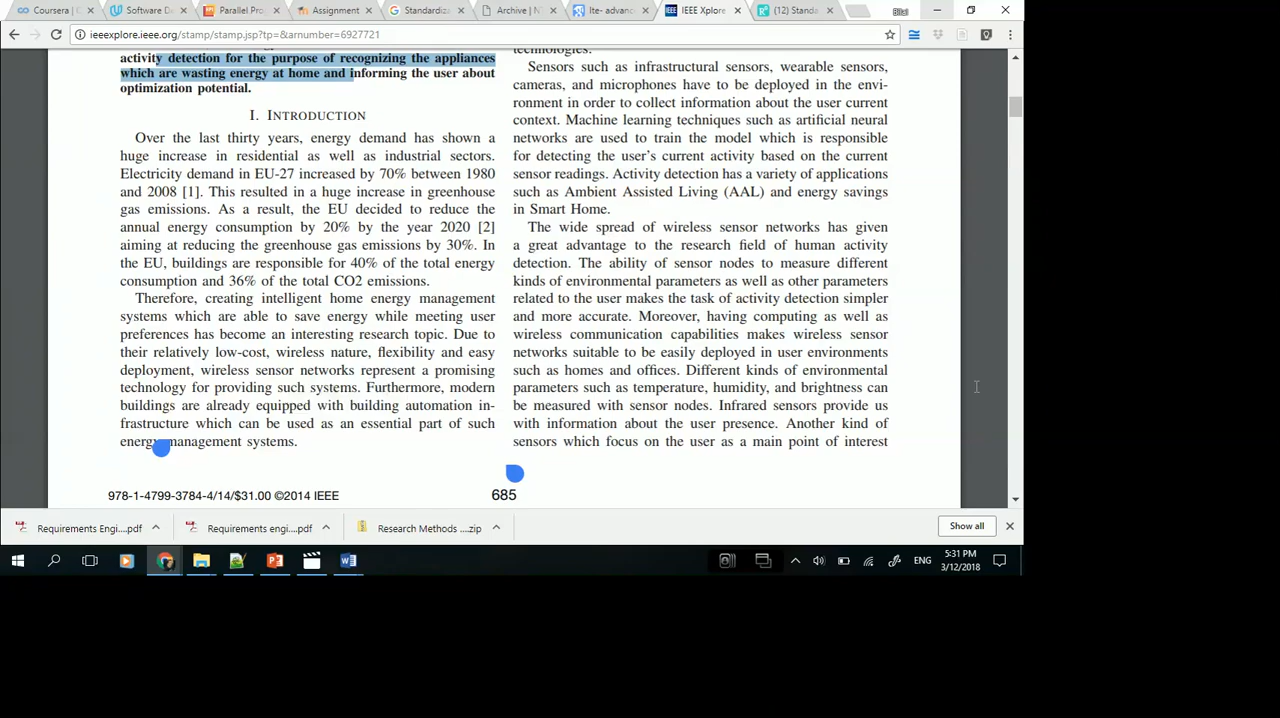 Coursera | C
Software De
Parallel Pro
Assignment
Standardiza
Archive | N
lte- advanc
IEEE Xplore
(12) Standa
Bilal
ieeexplore.ieee.org/stamp/stamp.jsp?tp=&arnumber=6927721
activity detection for the purpose of recognizing the appliances
which are wasting energy at home and informing the user about
optimization potential.
I. INTRODUCTION
Over the last thirty years, energy demand has shown a
huge increase in residential as well as industrial sectors.
Electricity demand in EU-27 increased by 70% between 1980
and 2008 [1]. This resulted in a huge increase in greenhouse
gas emissions. As a result, the EU decided to reduce the
annual energy consumption by 20% by the year 2020 [2]
aiming at reducing the greenhouse gas emissions by 30%. In
the EU, buildings are responsible for 40% of the total energy
consumption and 36% of the total CO2 emissions.
Therefore, creating intelligent home energy management
systems which are able to save energy while meeting user
preferences has become an interesting research topic. Due to
their relatively low-cost, wireless nature, flexibility and easy
deployment, wireless sensor networks represent a promising
technology for providing such systems. Furthermore, modern
buildings are already equipped with building automation in-
frastructure which can be used as an essential part of such
energy management systems.
technologies.
Sensors such as infrastructural sensors, wearable sensors,
cameras, and microphones have to be deployed in the envi-
ronment in order to collect information about the user current
context. Machine learning techniques such as artificial neural
networks are used to train the model which is responsible
for detecting the user's current activity based on the current
sensor readings. Activity detection has a variety of applications
such as Ambient Assisted Living (AAL) and energy savings
in Smart Home.
The wide spread of wireless sensor networks has given
a great advantage to the research field of human activity
detection. The ability of sensor nodes to measure different
kinds of environmental parameters as well as other parameters
related to the user makes the task of activity detection simpler
and more accurate. Moreover, having computing as well as
wireless communication capabilities makes wireless sensor
networks suitable to be easily deployed in user environments
such as homes and offices. Different kinds of environmental
parameters such as temperature, humidity, and brightness can
be measured with sensor nodes. Infrared sensors provide us
with information about the user presence. Another kind of
sensors which focus on the user as a main point of interest
978-1-4799-3784-4/14/$31.00 ©2014 IEEE
685
Requirements Engi....pdf
Requirements engi....pdf
Research Methods ....zip
Show all
ENG
5:31 PM
3/12/2018